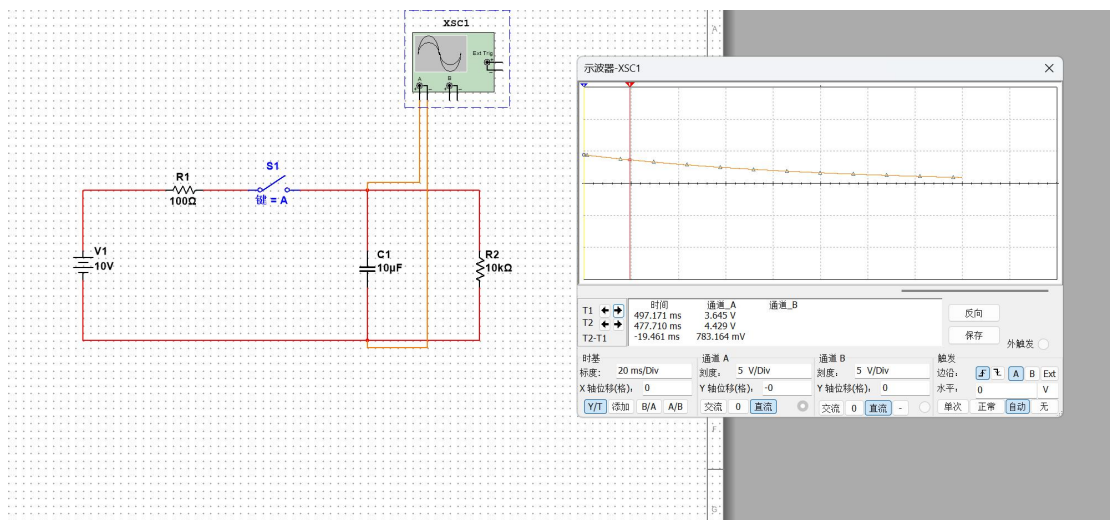 XSC1
A
Ext Trig
A
B
S1
R1
键 = A
100Ω
V1
10V
C1
10µF
R2
10kΩ
F
G
示波器-XSC1
时间 通道_A 通道_B
T1 497.171 ms 3.645 V
T2 477.710 ms 4.429 V
T2-T1 -19.461 ms 783.164 mV
反向
保存
外触发
时基 通道 A 通道 B 触发
标度: 20 ms/Div 刻度: 5 V/Div 刻度: 5 V/Div 边沿: A B Ext
X 轴位移(格): 0 Y 轴位移(格): -0 Y 轴位移(格): 0 水平: 0 V
Y/T 添加 B/A A/B 交流 0 直流 交流 0 直流 - 单次 正常 自动 无